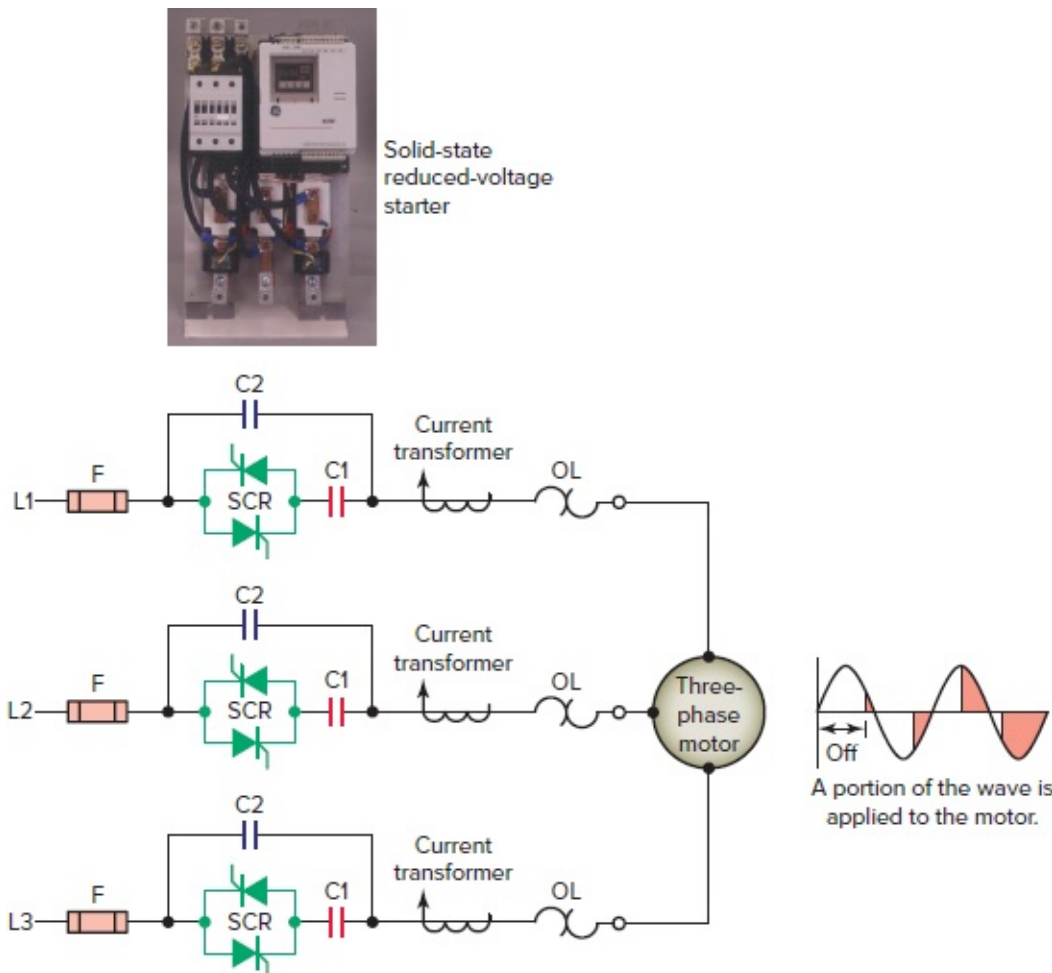 Solid-state
reduced-voltage
starter
C2
Current
transformer
F
C1
OL
L1
SCR
C2
Current
transformer
F
C1
OL
L2
SCR
Three-
phase
motor
Off
A portion of the wave is
applied to the motor.
C2
Current
transformer
F
C1
OL
L3
SCR